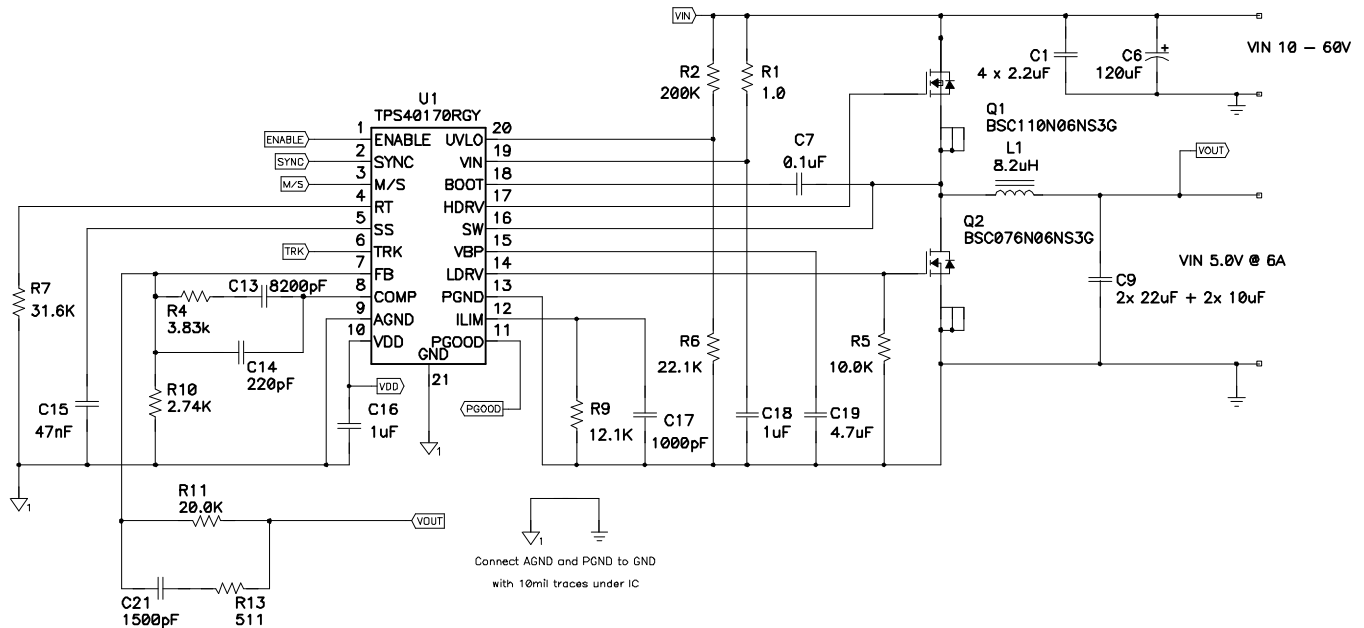 VIN
VIN 10 – 60V
R2
200K
R1
1.0
C1
4 x 2.2uF
C6
+
120uF
Q1
BSC110N06NS3G
U1
TPS40170RGY
ENABLE
SYNC
M/S
TRK
1
ENABLE
2
SYNC
3
M/S
4
RT
5
SS
6
TRK
7
FB
8
COMP
9
AGND
10
VDD
20
UVLO
19
VIN
18
BOOT
17
HDRV
16
SW
15
VBP
14
LDRV
13
PGND
12
ILIM
11
PGOOD
GND
21
C7
0.1uF
L1
8.2uH
VOUT
Q2
BSC076N06NS3G
VIN 5.0V @ 6A
C9
2x 22uF + 2x 10uF
R7
31.6K
R4
3.83k
C13
8200pF
C14
220pF
R10
2.74K
C15
47nF
C16
1uF
VDD
PGOOD
R6
22.1K
R5
10.0K
R9
12.1K
C17
1000pF
C18
1uF
C19
4.7uF
1
1
R11
20.0K
VOUT
C21
1500pF
R13
511
1
Connect AGND and PGND to GND
with 10mil traces under IC